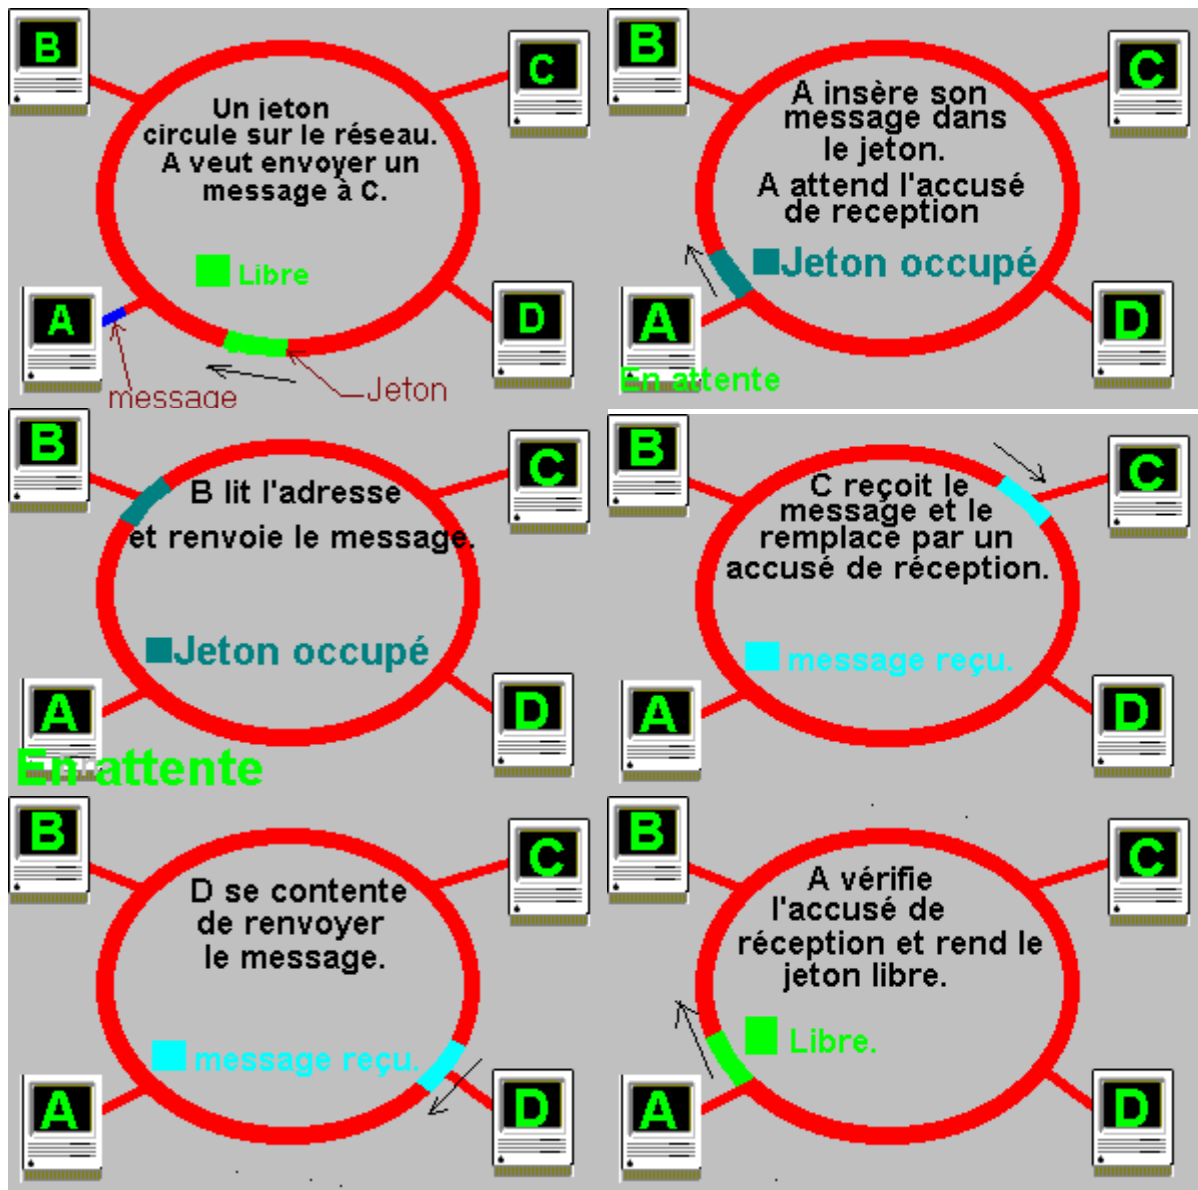 B
C
Un jeton
circule sur le réseau.
A veut envoyer un
message à C.
Libre
A
D
message
Jeton
B
C
A insère son
message dans
le jeton.
A attend l'accusé
de reception
Jeton occupé
A
D
En attente
B
C
B lit l'adresse
et renvoie le message.
Jeton occupé
A
D
En attente
B
C
C reçoit le
message et le
remplace par un
accusé de réception.
message reçu.
A
D
B
C
D se contente
de renvoyer
le message.
message reçu.
A
D
B
C
A vérifie
l'accusé de
réception et rend le
jeton libre.
Libre.
A
D